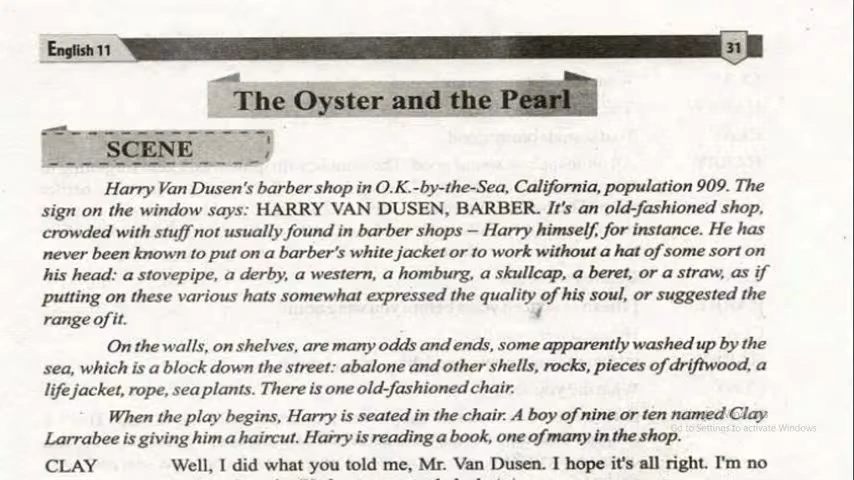 English 11
31
The Oyster and the Pearl
SCENE
Harry Van Dusen's barber shop in O.K.-by-the-Sea, California, population 909. The
sign on the window says: HARRY VAN DUSEN, BARBER. It's an old-fashioned shop,
crowded with stuff not usually found in barber shops – Harry himself, for instance. He has
never been known to put on a barber's white jacket or to work without a hat of some sort on
his head: a stovepipe, a derby, a western, a homburg, a skullcap, a beret, or a straw, as if
putting on these various hats somewhat expressed the quality of his soul, or suggested the
range of it.
On the walls, on shelves, are many odds and ends, some apparently washed up by the
sea, which is a block down the street: abalone and other shells, rocks, pieces of driftwood, a
life jacket, rope, sea plants. There is one old-fashioned chair.
When the play begins, Harry is seated in the chair. A boy of nine or ten named Clay
Larrabee is giving him a haircut. Harry is reading a book, one of many in the shop.
Go to Settings to activate Windows
CLAY Well, I did what you told me, Mr. Van Dusen. I hope it's all right. I'm no